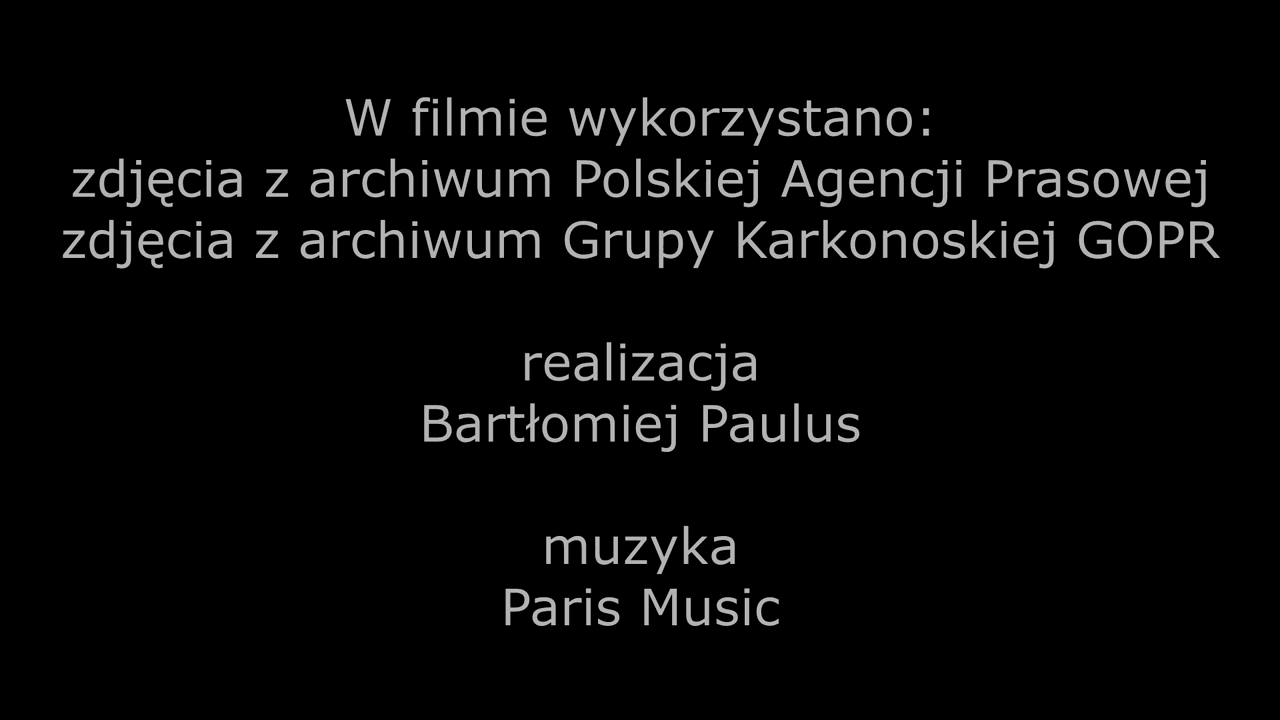 W filmie wykorzystano:
zdjęcia z archiwum Polskiej Agencji Prasowej
zdjęcia z archiwum Grupy Karkonoskiej GOPR
realizacja
Bartłomiej Paulus
muzyka
Paris Music